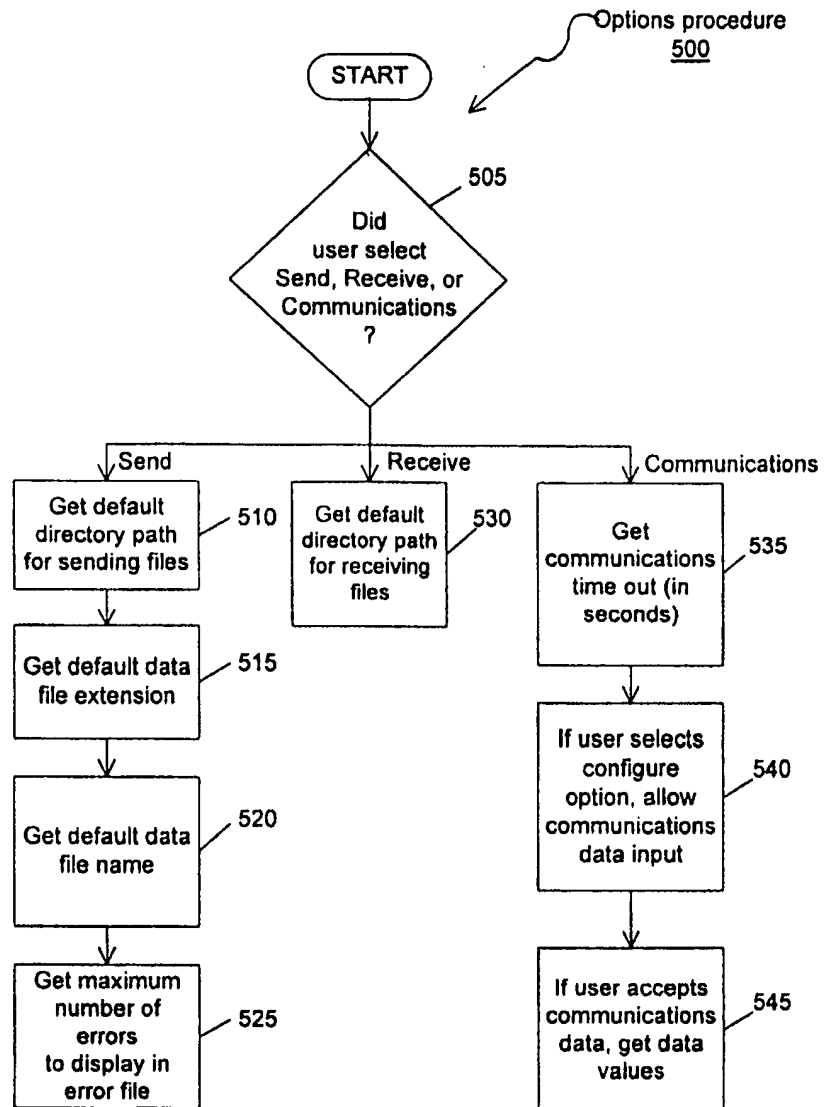 Options procedure
500
START
505
Did
user select
Send, Receive, or
Communications
?
Send
Receive
Communications
Get default
directory path
for sending files
510
Get default
directory path
for receiving
files
530
Get
communications
time out (in
seconds)
535
Get default data
file extension
515
If user selects
configure
option, allow
communications
data input
540
Get default data
file name
520
Get maximum
number of
errors
to display in
error file
525
If user accepts
communications
data, get data
values
545